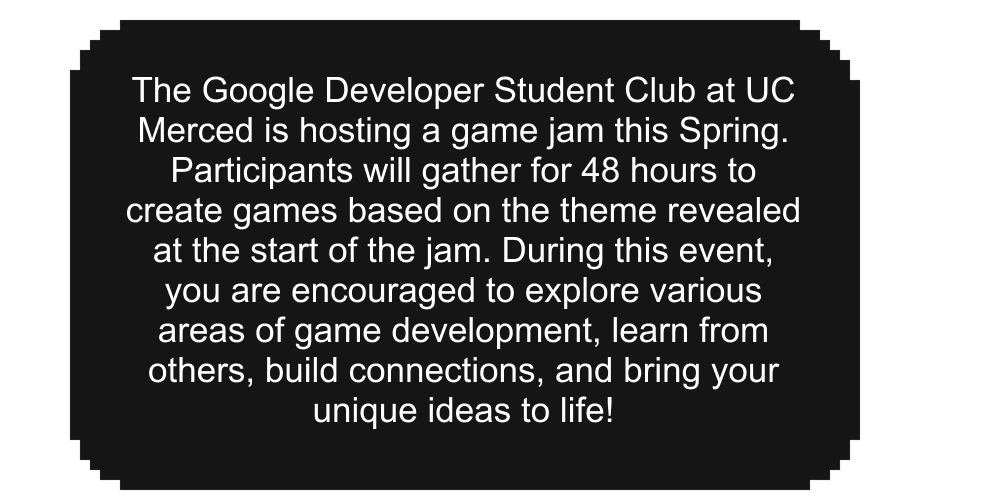 The Google Developer Student Club at UC
Merced is hosting a game jam this Spring.
Participants will gather for 48 hours to
create games based on the theme revealed
at the start of the jam. During this event,
you are encouraged to explore various
areas of game development, learn from
others, build connections, and bring your
unique ideas to life!